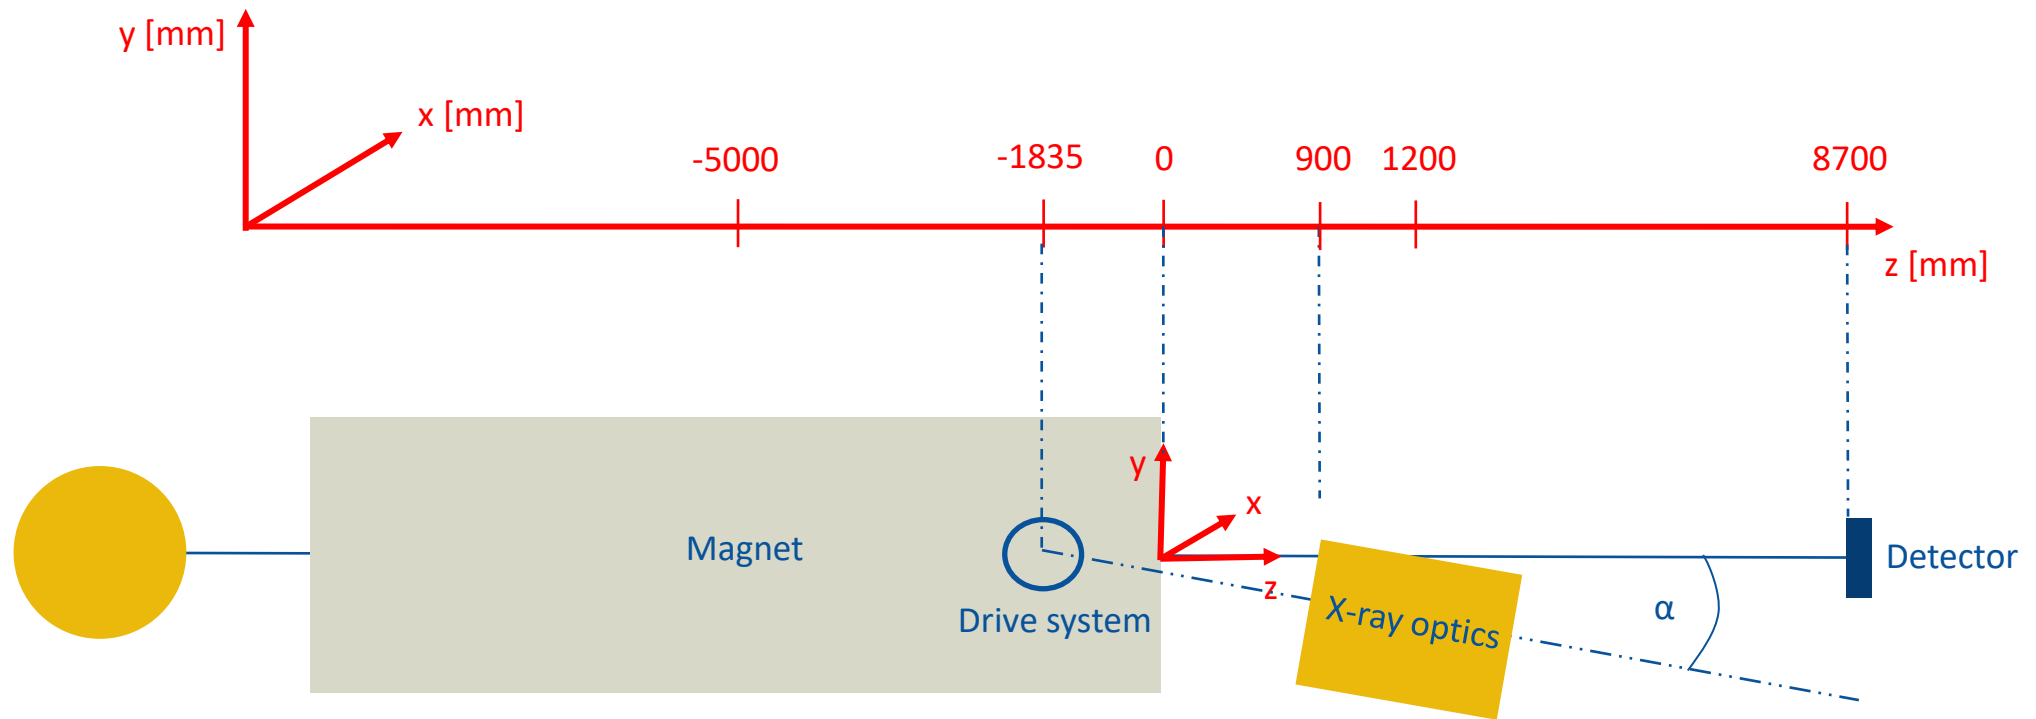 y [mm]
x [mm]
-5000
-1835
0
900
1200
8700
z [mm]
y
x
z
Magnet
Drive system
X-ray optics
α
Detector